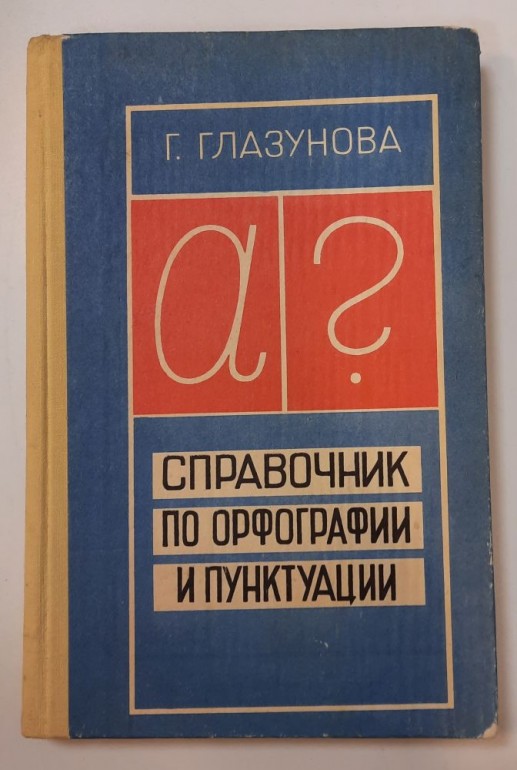 Г. ГЛАЗУНОВА
а ?
СПРАВОЧНИК
ПО ОРФОГРАФИИ
И ПУНКТУАЦИИ